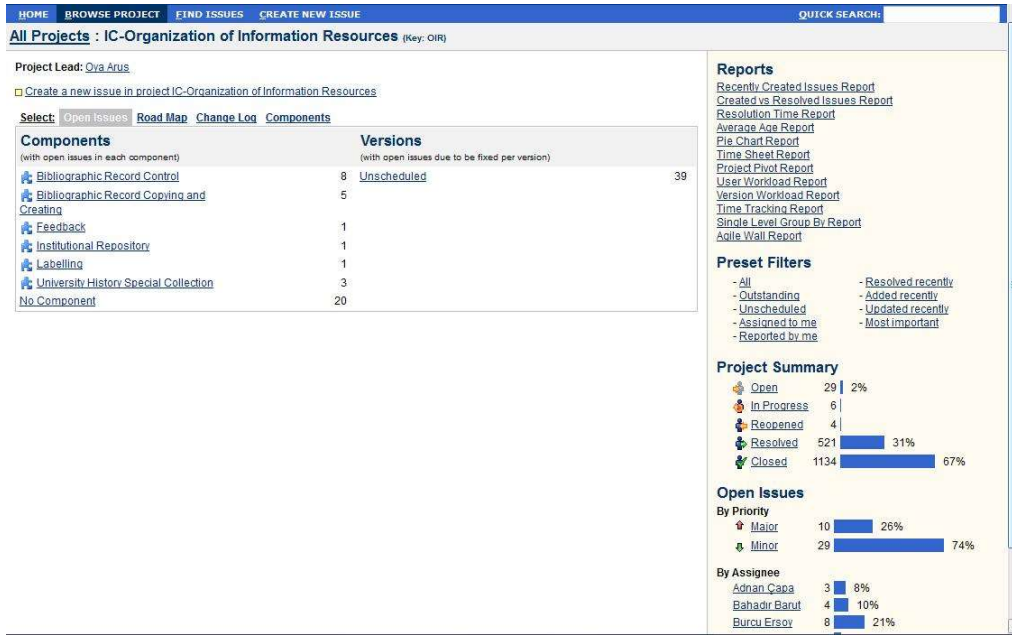 HOME BROWSE PROJECT FIND ISSUES CREATE NEW ISSUE QUICK SEARCH:
All Projects : IC-Organization of Information Resources (Key: OIR)
Project Lead: Oya Arus
Create a new issue in project IC-Organization of Information Resources
Select: Open Issues Road Map Change Log Components
Components
(with open issues in each component)
Bibliographic Record Control 8
Bibliographic Record Copying and 5
Creating
Feedback 1
Institutional Repository 1
Labelling 1
University History Special Collection 3
No Component 20
Versions
(with open issues due to be fixed per version)
Unscheduled 39
Reports
Recently Created Issues Report
Created vs Resolved Issues Report
Resolution Time Report
Average Age Report
Pie Chart Report
Time Sheet Report
Project Pivot Report
User Workload Report
Version Workload Report
Time Tracking Report
Single Level Group By Report
Agile Wall Report
Preset Filters
- All - Resolved recently
- Outstanding - Added recently
- Unscheduled - Updated recently
- Assigned to me - Most important
- Reported by me
Project Summary
Open 29 2%
In Progress 6
Reopened 4
Resolved 521 31%
Closed 1134 67%
Open Issues
By Priority
Major 10 26%
Minor 29 74%
By Assignee
Adnan Çapa 3 8%
Bahadır Barut 4 10%
Burcu Ersoy 8 21%